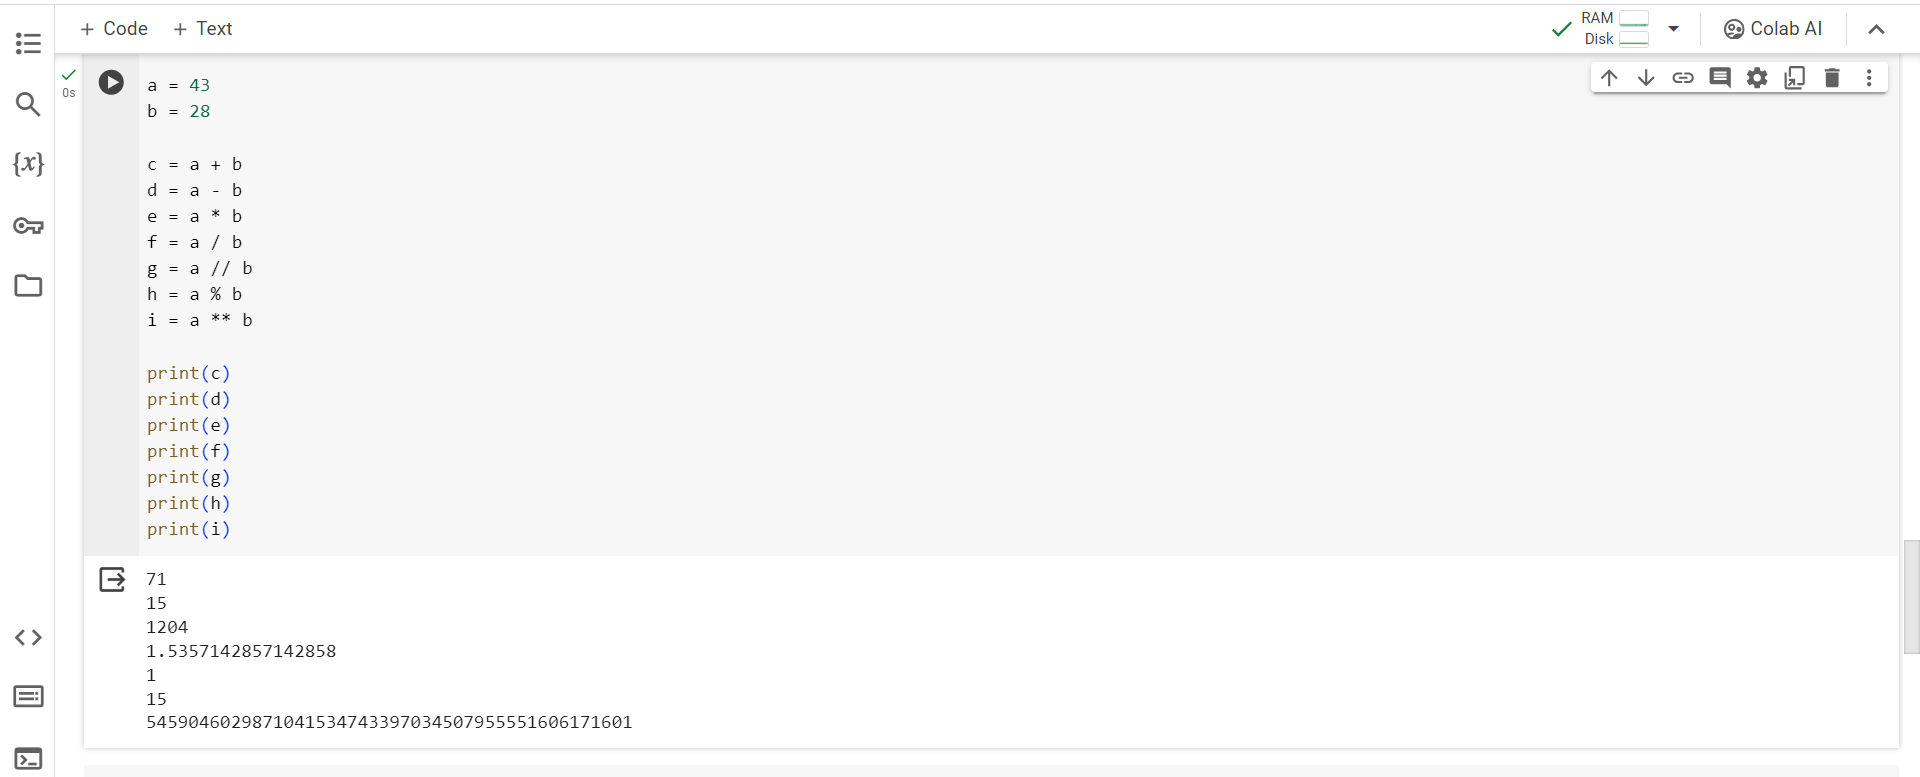 + Code + Text
RAM
Disk
Colab AI
{x}
0s
a = 43
b = 28
c = a + b
d = a - b
e = a * b
f = a / b
g = a // b
h = a % b
i = a ** b
print(c)
print(d)
print(e)
print(f)
print(g)
print(h)
print(i)
71
15
1204
1.5357142857142858
1
15
5459046029871041534743397034507955551606171601